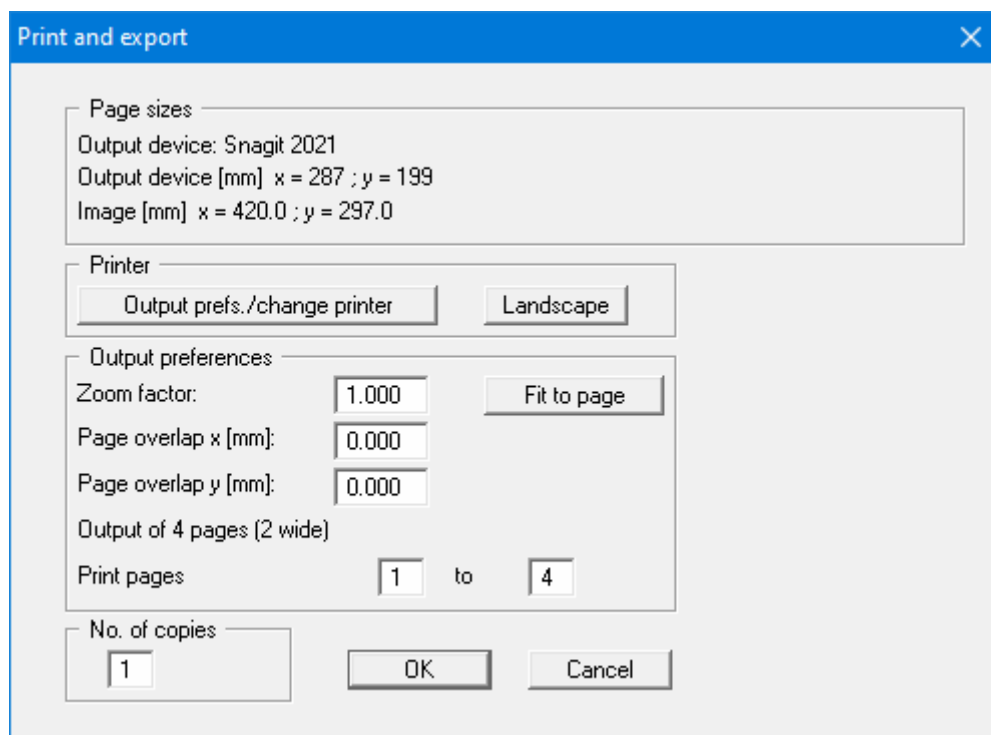 Print and export
Page sizes
Output device: Snagit 2021
Output device [mm]  x = 287 ; y = 199
Image [mm]  x = 420.0 ; y = 297.0
Printer
Output prefs./change printer
Landscape
Output preferences
Zoom factor: 1.000 Fit to page
Page overlap x [mm]: 0.000
Page overlap y [mm]: 0.000
Output of 4 pages (2 wide)
Print pages 1 to 4
No. of copies
1
OK
Cancel